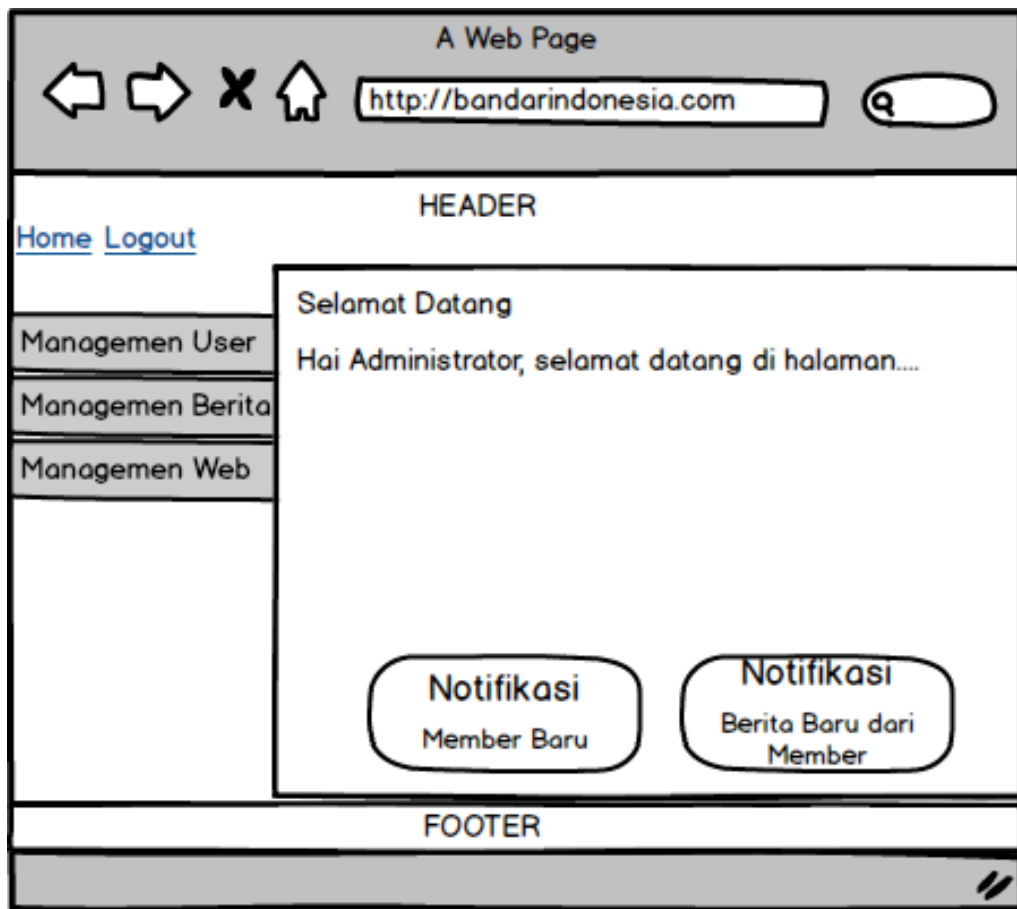 A Web Page
http://bandarindonesia.com
HEADER
Home Logout
Managemen User
Managemen Berita
Managemen Web
Selamat Datang
Hai Administrator, selamat datang di halaman....
Notifikasi
Member Baru
Notifikasi
Berita Baru dari
Member
FOOTER